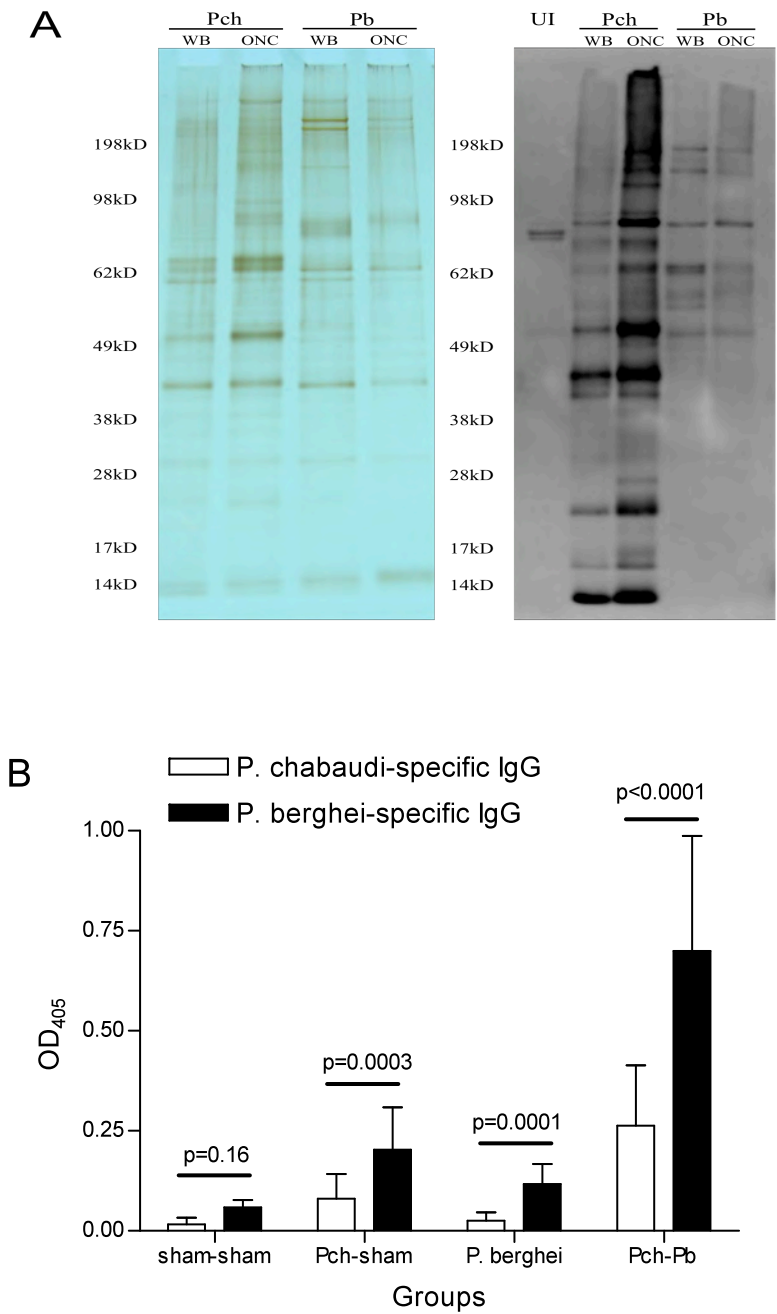 A
Pch Pb
WB ONC WB ONC
198kD
98kD
62kD
49kD
38kD
28kD
17kD
14kD
UI Pch Pb
WB ONC WB ONC
198kD
98kD
62kD
49kD
38kD
28kD
17kD
14kD
B
P. chabaudi-specific IgG
P. berghei-specific IgG
p<0.0001
1.00
0.75
0.50
0.25
0.00
OD405
p=0.0003
p=0.0001
p=0.16
sham-sham Pch-sham P. berghei Pch-Pb
Groups